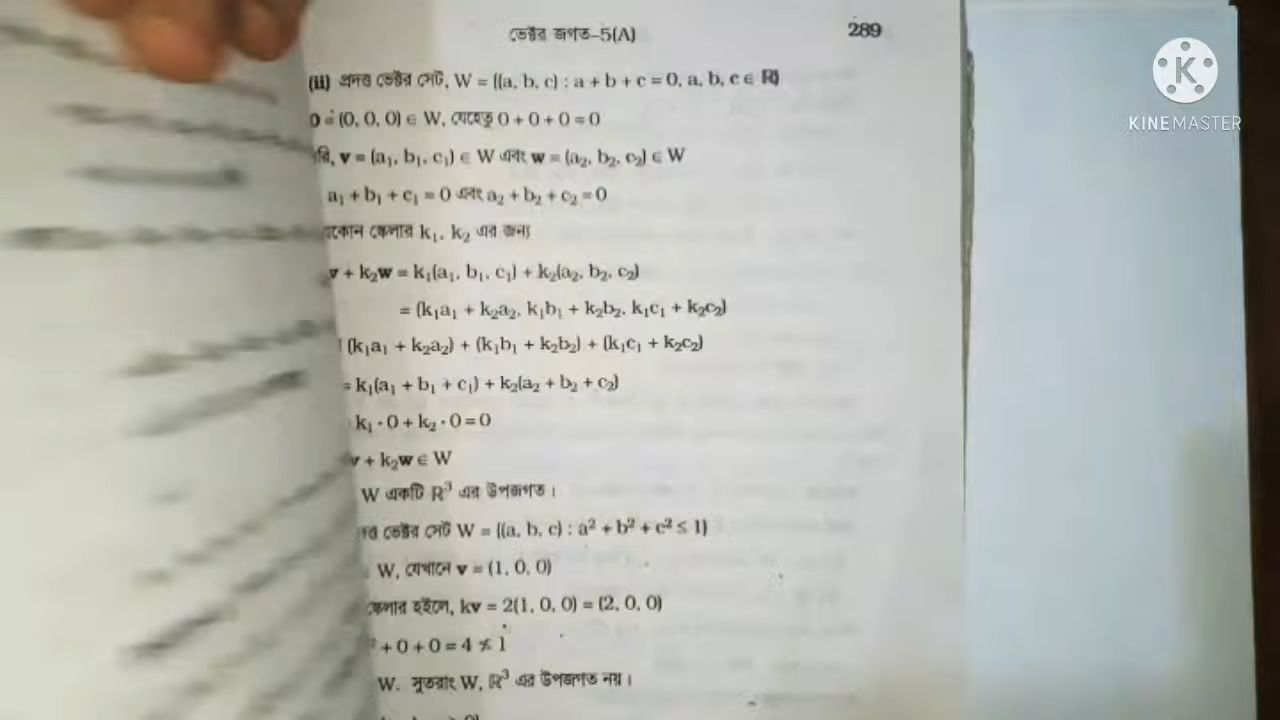 ভেক্টর জগত–5(A)
289
(ii) প্রদত্ত ভেক্টর সেট, W = {(a, b, c) : a + b + c = 0, a, b, c ∈ ℝ}
0 = (0, 0, 0) ∈ W, যেহেতু 0 + 0 + 0 = 0
v = (a₁, b₁, c₁) ∈ W এবং w = (a₂, b₂, c₂) ∈ W
a₁ + b₁ + c₁ = 0 এবং a₂ + b₂ + c₂ = 0
স্কেলার k₁, k₂ এর জন্য
v + k₂w = k₁(a₁, b₁, c₁) + k₂(a₂, b₂, c₂)
= (k₁a₁ + k₂a₂, k₁b₁ + k₂b₂, k₁c₁ + k₂c₂)
(k₁a₁ + k₂a₂) + (k₁b₁ + k₂b₂) + (k₁c₁ + k₂c₂)
= k₁(a₁ + b₁ + c₁) + k₂(a₂ + b₂ + c₂)
k₁ · 0 + k₂ · 0 = 0
v + k₂w ∈ W
W একটি ℝ³ এর উপজগত।
ভেক্টর সেট W = {(a, b, c) : a² + b² + c² ≤ 1}
W, যেখানে v = (1, 0, 0)
স্কেলার হইলে, kv = 2(1, 0, 0) = (2, 0, 0)
+ 0 + 0 = 4 ≰ 1
W. সুতরাং W, ℝ³ এর উপজগত নয়।
K
KINEMASTER